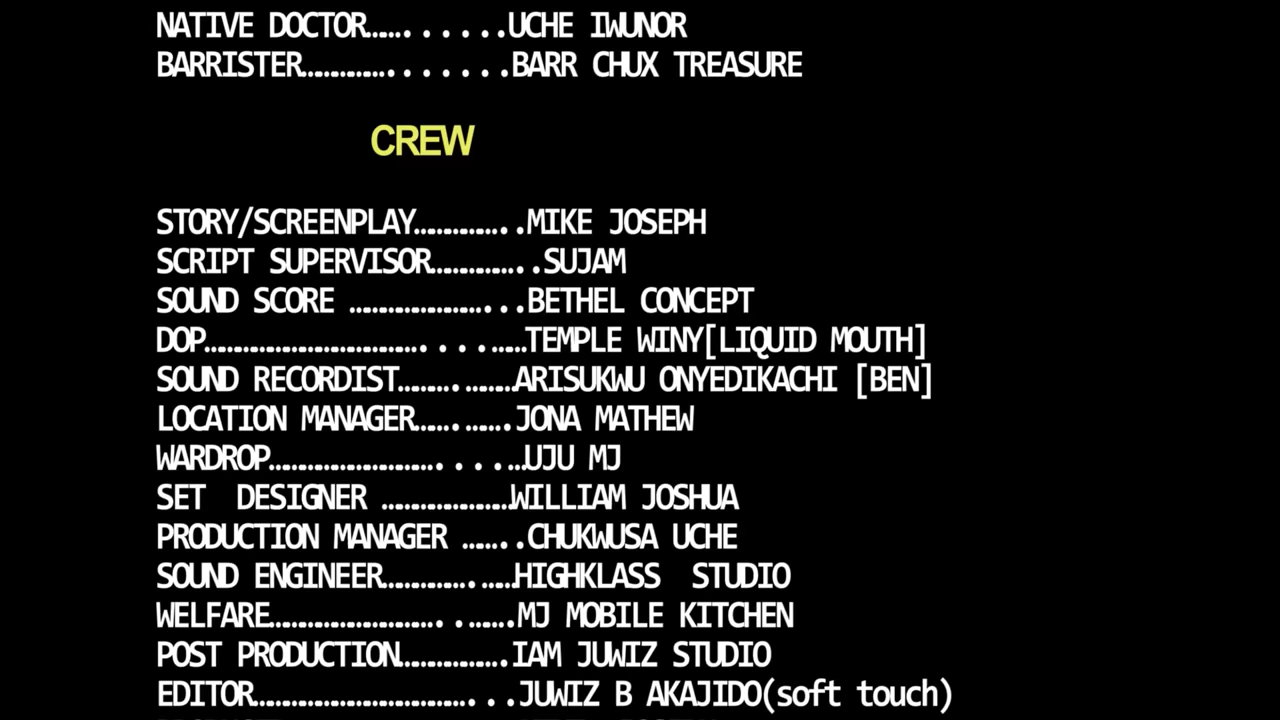 NATIVE DOCTOR...........UCHE IWUNOR
BARRISTER................BARR CHUX TREASURE
CREW
STORY/SCREENPLAY..............MIKE JOSEPH
SCRIPT SUPERVISOR..............SUJAM
SOUND SCORE .....................BETHEL CONCEPT
DOP...............................TEMPLE WINY[LIQUID MOUTH]
SOUND RECORDIST................ARISUKWU ONYEDIKACHI [BEN]
LOCATION MANAGER.............JONA MATHEW
WARDROP..........................UJU MJ
SET  DESIGNER ..................WILLIAM JOSHUA
PRODUCTION MANAGER .......CHUKWUSA UCHE
SOUND ENGINEER.................HIGHKLASS  STUDIO
WELFARE..........................MJ MOBILE KITCHEN
POST PRODUCTION..............IAM JUWIZ STUDIO
EDITOR............................JUWIZ B AKAJIDO(soft touch)